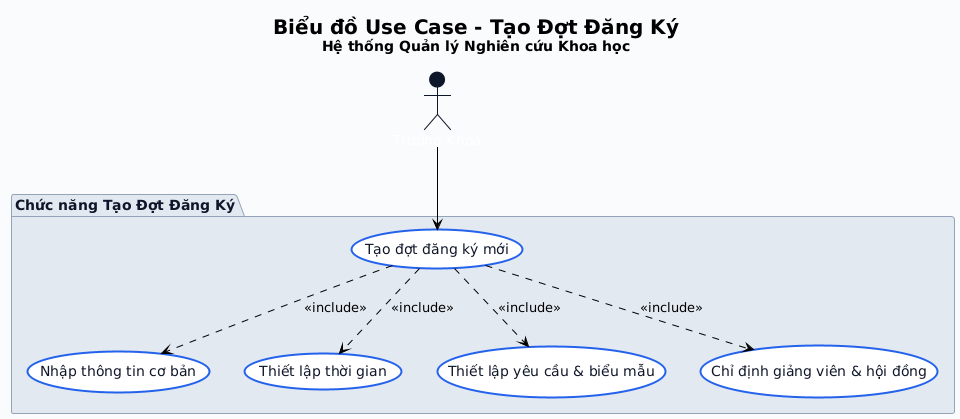 Biểu đồ Use Case - Tạo Đợt Đăng Ký
Hệ thống Quản lý Nghiên cứu Khoa học
Chức năng Tạo Đợt Đăng Ký
Tạo đợt đăng ký mới
«include» «include» «include» «include»
Nhập thông tin cơ bản Thiết lập thời gian Thiết lập yêu cầu & biểu mẫu Chỉ định giảng viên & hội đồng